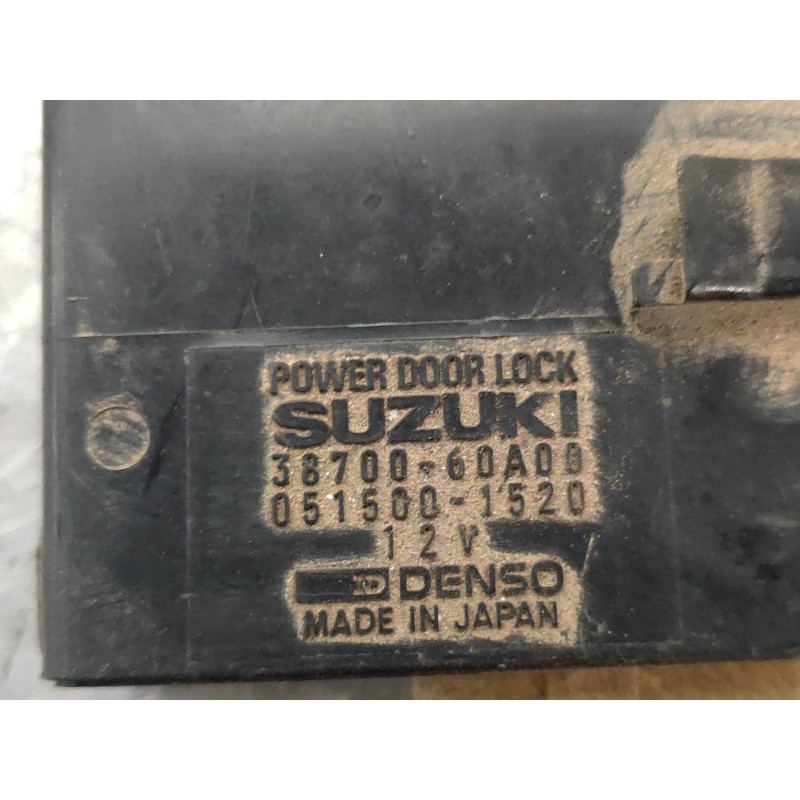 POWER DOOR LOCK
SUZUKI
38700-60A00
051500-1520
12V
DENSO
MADE IN JAPAN